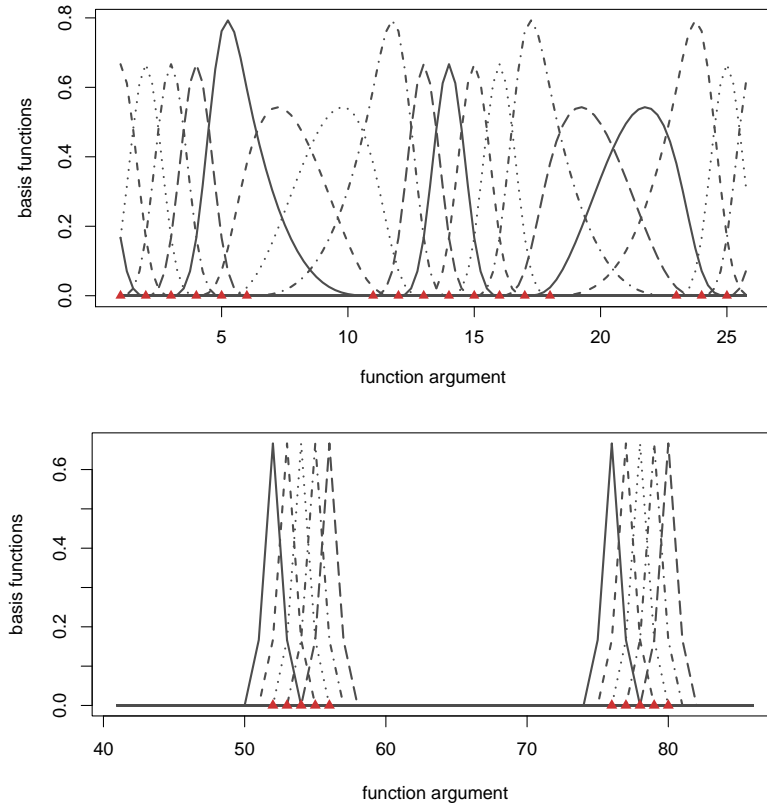 basis functions
0.0 0.2 0.4 0.6 0.8
5 10 15 20 25
function argument
basis functions
0.0 0.2 0.4 0.6
40 50 60 70 80
function argument